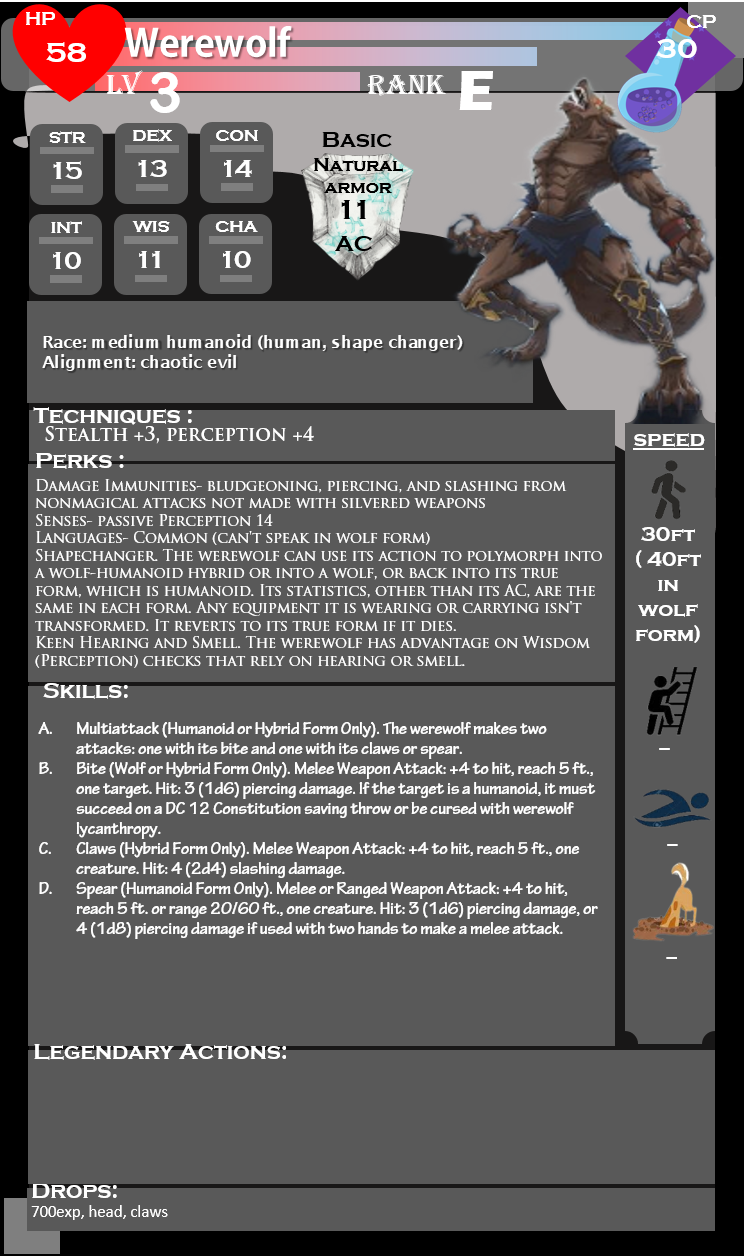 HP
58
Werewolf
CP
30
LV 3
RANK E
STR
15
DEX
13
CON
14
INT
10
WIS
11
CHA
10
Basic
Natural
armor
11
AC
Race: medium humanoid (human, shape changer)
Alignment: chaotic evil
Techniques :
Stealth +3, perception +4
Perks :
Damage Immunities- bludgeoning, piercing, and slashing from
nonmagical attacks not made with silvered weapons
Senses- passive Perception 14
Languages- Common (can't speak in wolf form)
Shapechanger. The werewolf can use its action to polymorph into
a wolf-humanoid hybrid or into a wolf, or back into its true
form, which is humanoid. Its statistics, other than its AC, are the
same in each form. Any equipment it is wearing or carrying isn't
transformed. It reverts to its true form if it dies.
Keen Hearing and Smell. The werewolf has advantage on Wisdom
(Perception) checks that rely on hearing or smell.
Skills:
A. Multiattack (Humanoid or Hybrid Form Only). The werewolf makes two
attacks: one with its bite and one with its claws or spear.
B. Bite (Wolf or Hybrid Form Only). Melee Weapon Attack: +4 to hit, reach 5 ft.,
one target. Hit: 3 (1d6) piercing damage. If the target is a humanoid, it must
succeed on a DC 12 Constitution saving throw or be cursed with werewolf
lycanthropy.
C. Claws (Hybrid Form Only). Melee Weapon Attack: +4 to hit, reach 5 ft., one
creature. Hit: 4 (2d4) slashing damage.
D. Spear (Humanoid Form Only). Melee or Ranged Weapon Attack: +4 to hit,
reach 5 ft. or range 20/60 ft., one creature. Hit: 3 (1d6) piercing damage, or
4 (1d8) piercing damage if used with two hands to make a melee attack.
SPEED
30ft
( 40ft
in
wolf
form)
–
–
–
Legendary Actions:
Drops:
700exp, head, claws